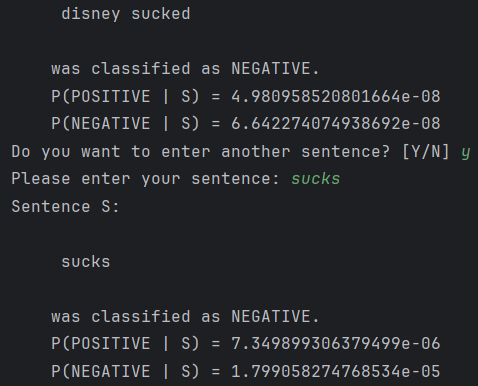 disney sucked
was classified as NEGATIVE.
P(POSITIVE | S) = 4.980958520801664e-08
P(NEGATIVE | S) = 6.642274074938692e-08
Do you want to enter another sentence? [Y/N] y
Please enter your sentence: sucks
Sentence S:
sucks
was classified as NEGATIVE.
P(POSITIVE | S) = 7.349899306379499e-06
P(NEGATIVE | S) = 1.799058274768534e-05